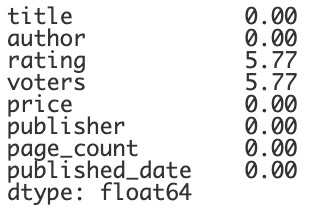 title 0.00
author 0.00
rating 5.77
voters 5.77
price 0.00
publisher 0.00
page_count 0.00
published_date 0.00
dtype: float64